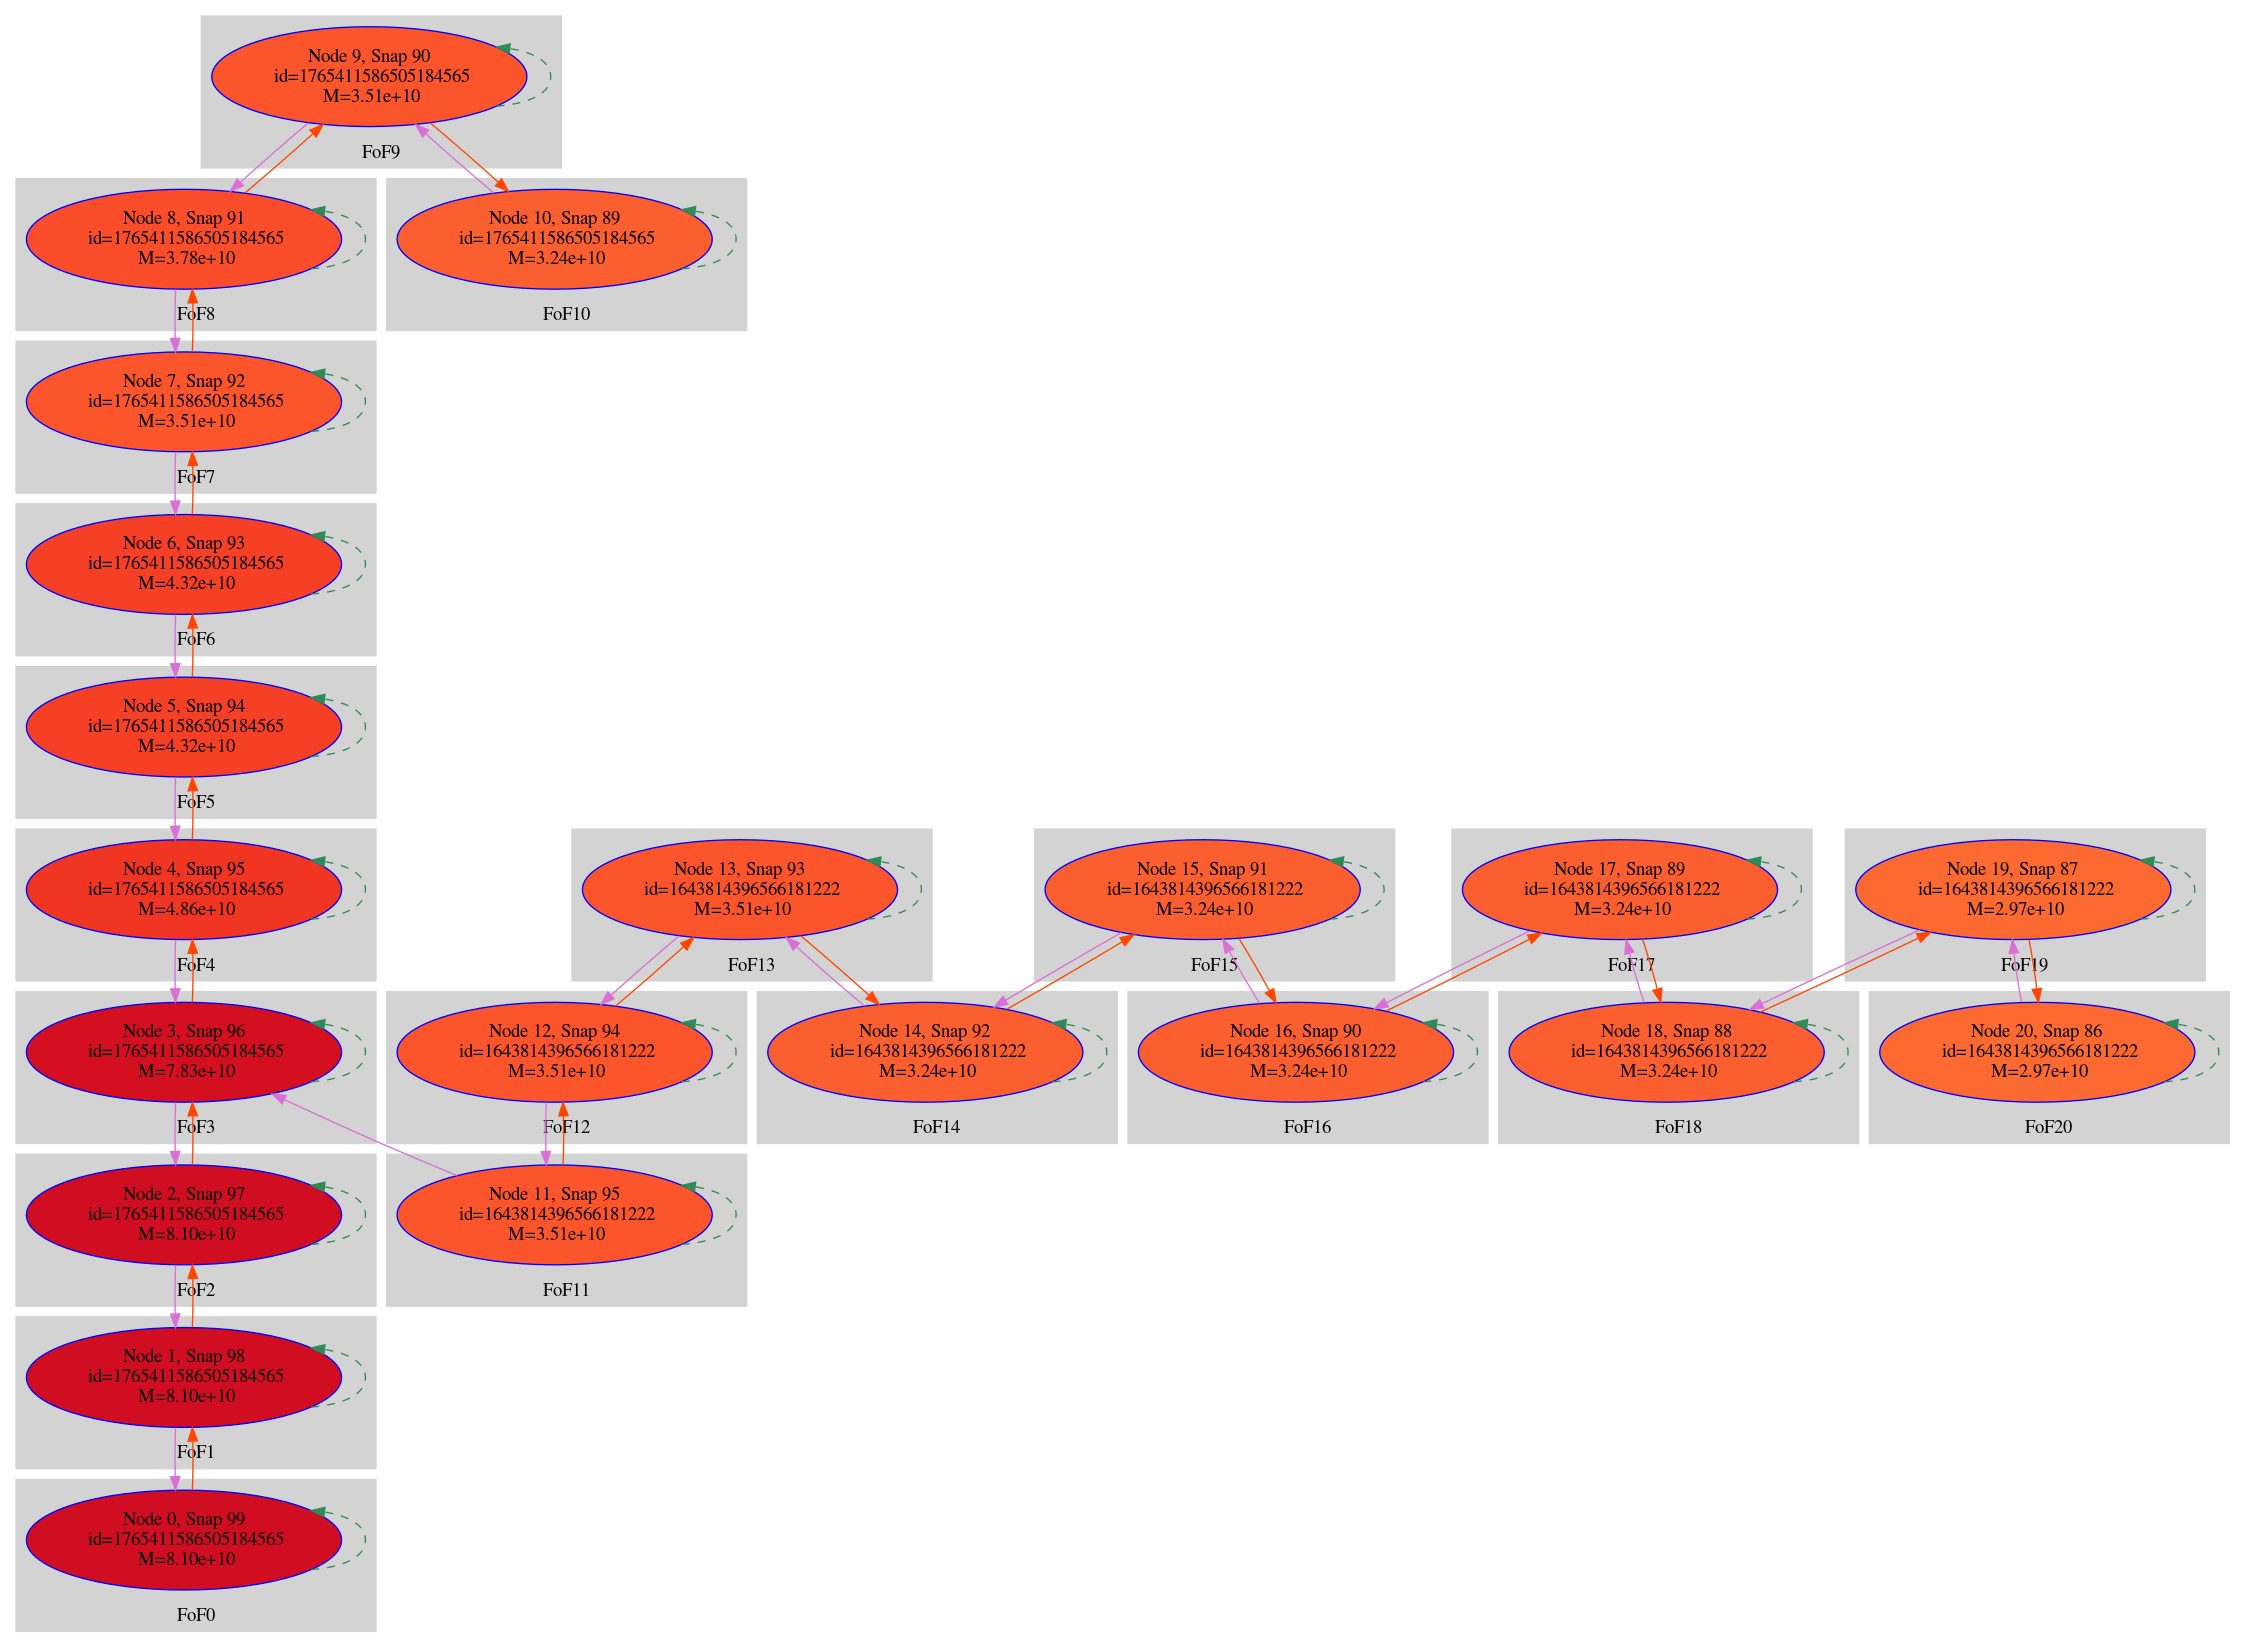 Node 9, Snap 90
id=1765411586505184565
M=3.51e+10
FoF9
Node 8, Snap 91
id=1765411586505184565
M=3.78e+10
FoF8
Node 10, Snap 89
id=1765411586505184565
M=3.24e+10
FoF10
Node 7, Snap 92
id=1765411586505184565
M=3.51e+10
FoF7
Node 6, Snap 93
id=1765411586505184565
M=4.32e+10
FoF6
Node 5, Snap 94
id=1765411586505184565
M=4.32e+10
FoF5
Node 4, Snap 95
id=1765411586505184565
M=4.86e+10
FoF4
Node 13, Snap 93
id=1643814396566181222
M=3.51e+10
FoF13
Node 15, Snap 91
id=1643814396566181222
M=3.24e+10
FoF15
Node 17, Snap 89
id=1643814396566181222
M=3.24e+10
FoF17
Node 19, Snap 87
id=1643814396566181222
M=2.97e+10
FoF19
Node 3, Snap 96
id=1765411586505184565
M=7.83e+10
FoF3
Node 12, Snap 94
id=1643814396566181222
M=3.51e+10
FoF12
Node 14, Snap 92
id=1643814396566181222
M=3.24e+10
FoF14
Node 16, Snap 90
id=1643814396566181222
M=3.24e+10
FoF16
Node 18, Snap 88
id=1643814396566181222
M=3.24e+10
FoF18
Node 20, Snap 86
id=1643814396566181222
M=2.97e+10
FoF20
Node 2, Snap 97
id=1765411586505184565
M=8.10e+10
FoF2
Node 11, Snap 95
id=1643814396566181222
M=3.51e+10
FoF11
Node 1, Snap 98
id=1765411586505184565
M=8.10e+10
FoF1
Node 0, Snap 99
id=1765411586505184565
M=8.10e+10
FoF0